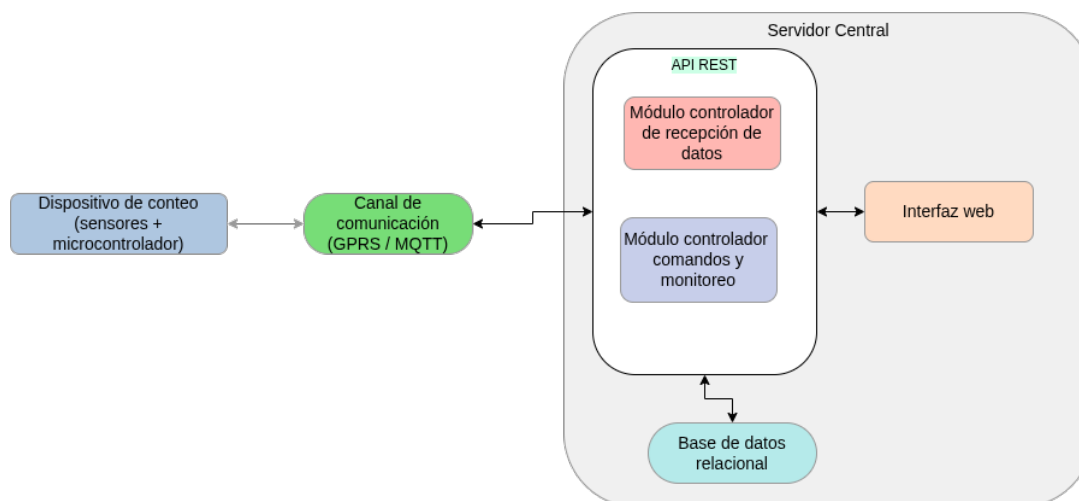 Servidor Central
API REST
Módulo controlador
de recepción de
datos
Dispositivo de conteo
(sensores +
microcontrolador)
Canal de
comunicación
(GPRS / MQTT)
Módulo controlador
comandos y
monitoreo
Interfaz web
Base de datos
relacional